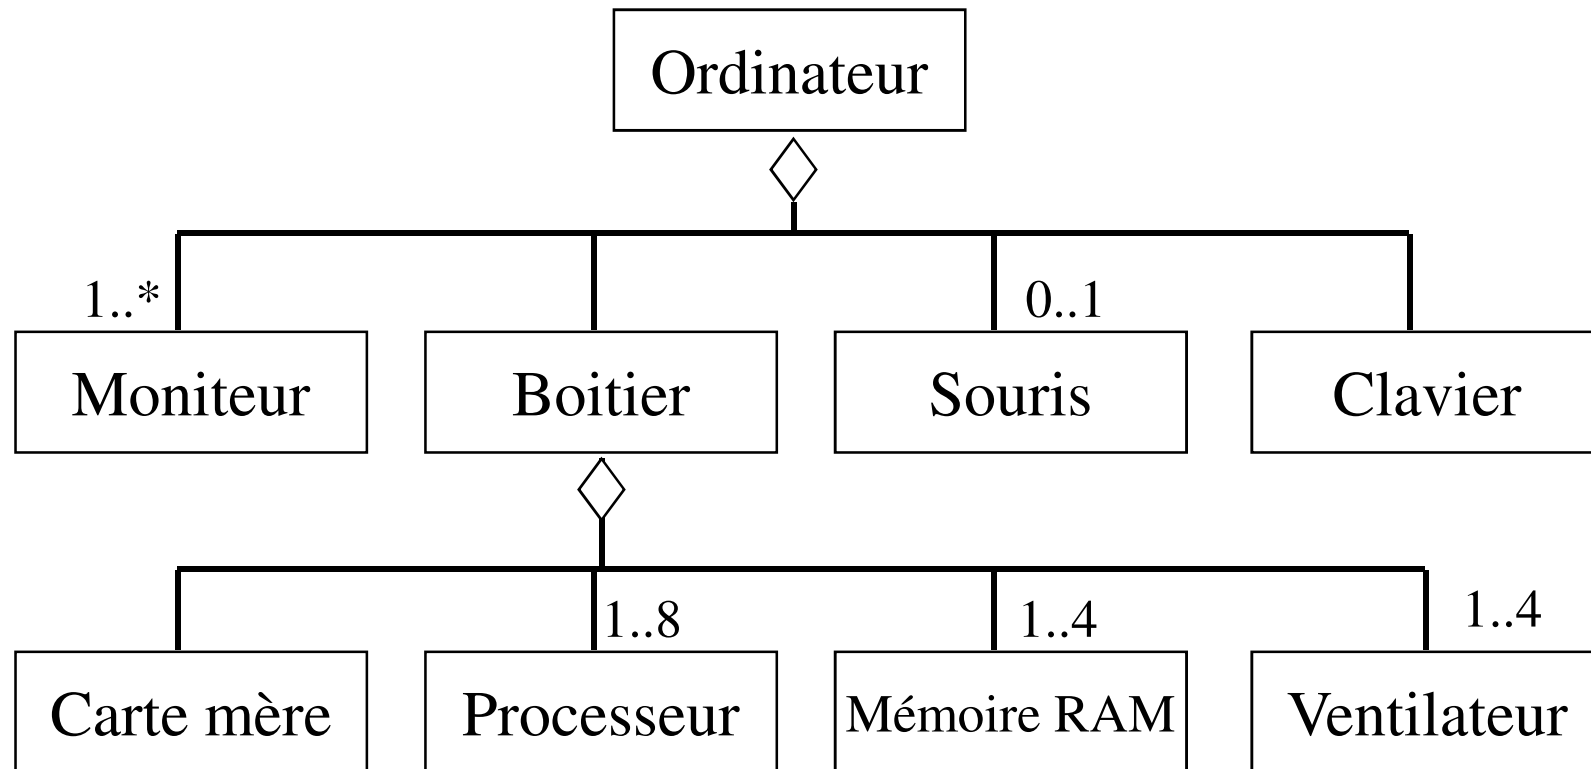 Ordinateur
1..*
0..1
Moniteur
Boitier
Souris
Clavier
1..8
1..4
1..4
Carte mère
Processeur
Mémoire RAM
Ventilateur